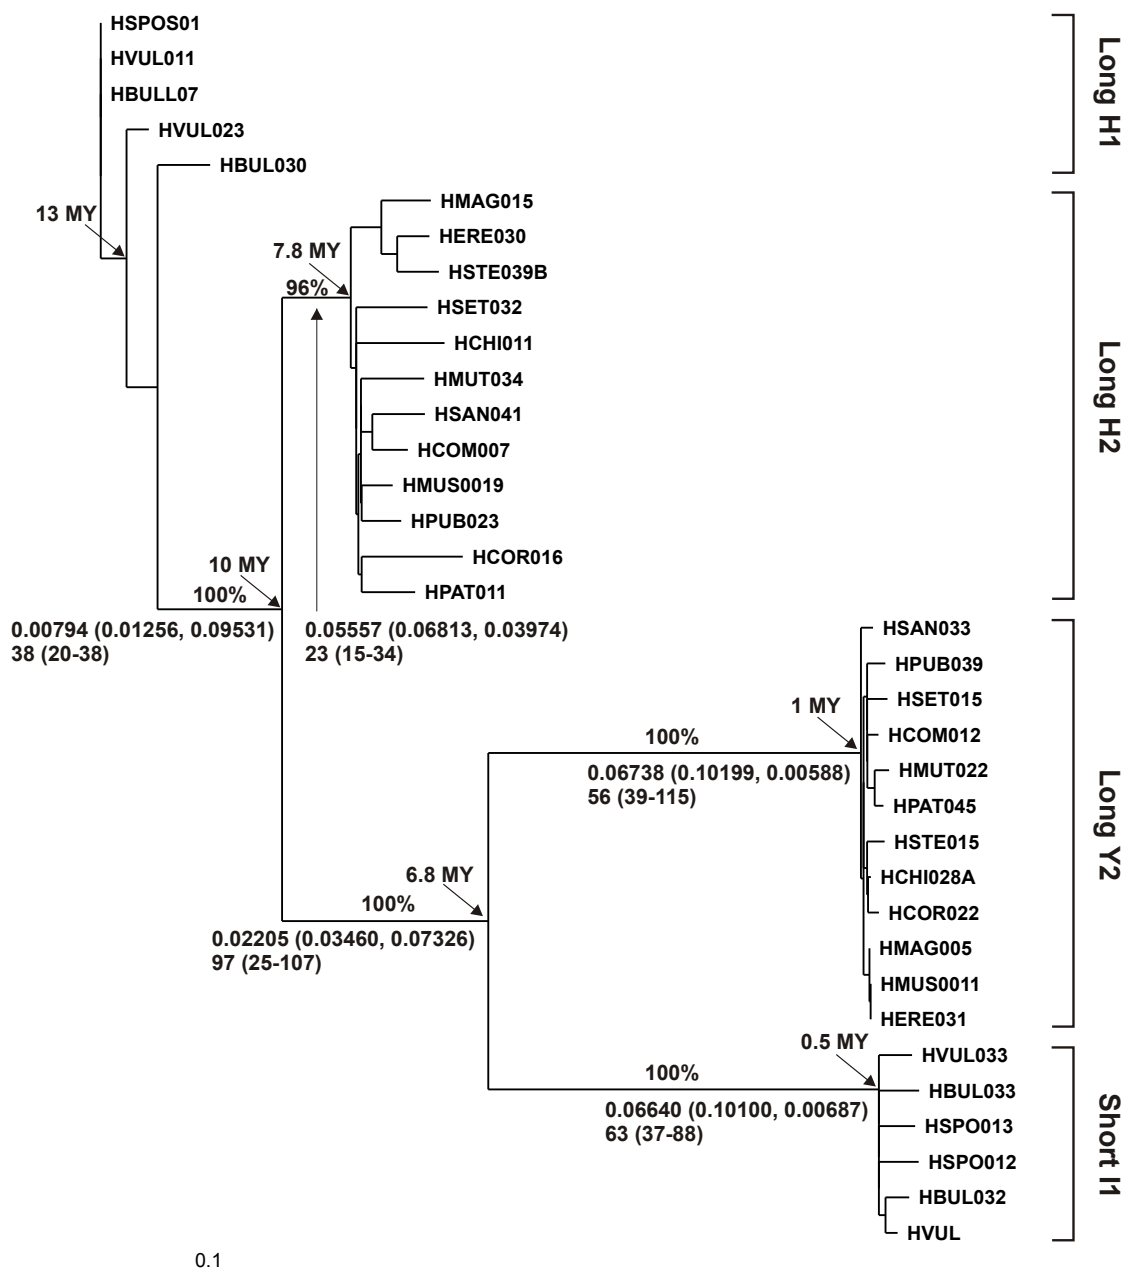 HSPOS01
HVUL011
HBULL07
HVUL023
HBUL030
Long H1
13 MY
HMAG015
HERE030
7.8 MY
HSTE039B
96%
HSET032
HCHI011
HMUT034
HSAN041
HCOM007
HMUS0019
HPUB023
HCOR016
HPAT011
Long H2
10 MY
100%
0.00794 (0.01256, 0.09531)
38 (20-38)
0.05557 (0.06813, 0.03974)
23 (15-34)
HSAN033
HPUB039
HSET015
1 MY
HCOM012
100%
0.06738 (0.10199, 0.00588)
56 (39-115)
HMUT022
HPAT045
HSTE015
HCHI028A
HCOR022
HMAG005
HMUS0011
HERE031
Long Y2
6.8 MY
100%
0.02205 (0.03460, 0.07326)
97 (25-107)
0.5 MY
HVUL033
100%
0.06640 (0.10100, 0.00687)
63 (37-88)
HBUL033
HSPO013
HSPO012
HBUL032
HVUL
Short I1
0.1